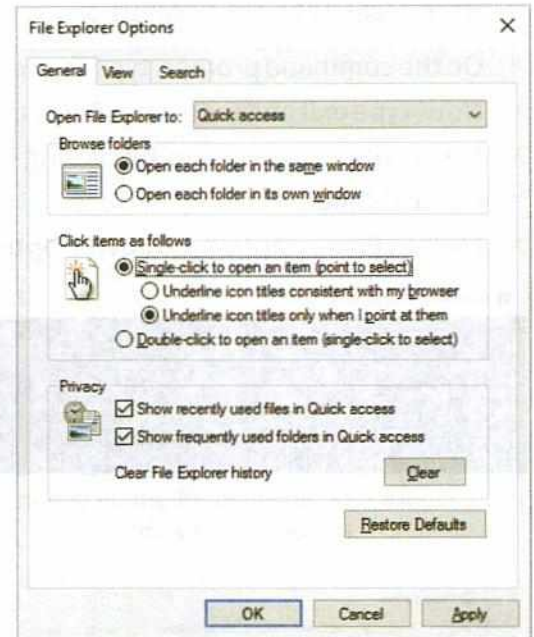 File Explorer Options
General View Search
Open File Explorer to: Quick access
Browse folders
Open each folder in the same window
Open each folder in its own window
Click items as follows
Single-click to open an item (point to select)
Underline icon titles consistent with my browser
Underline icon titles only when I point at them
Double-click to open an item (single-click to select)
Privacy
Show recently used files in Quick access
Show frequently used folders in Quick access
Clear File Explorer history Clear
Restore Defaults
OK Cancel Apply